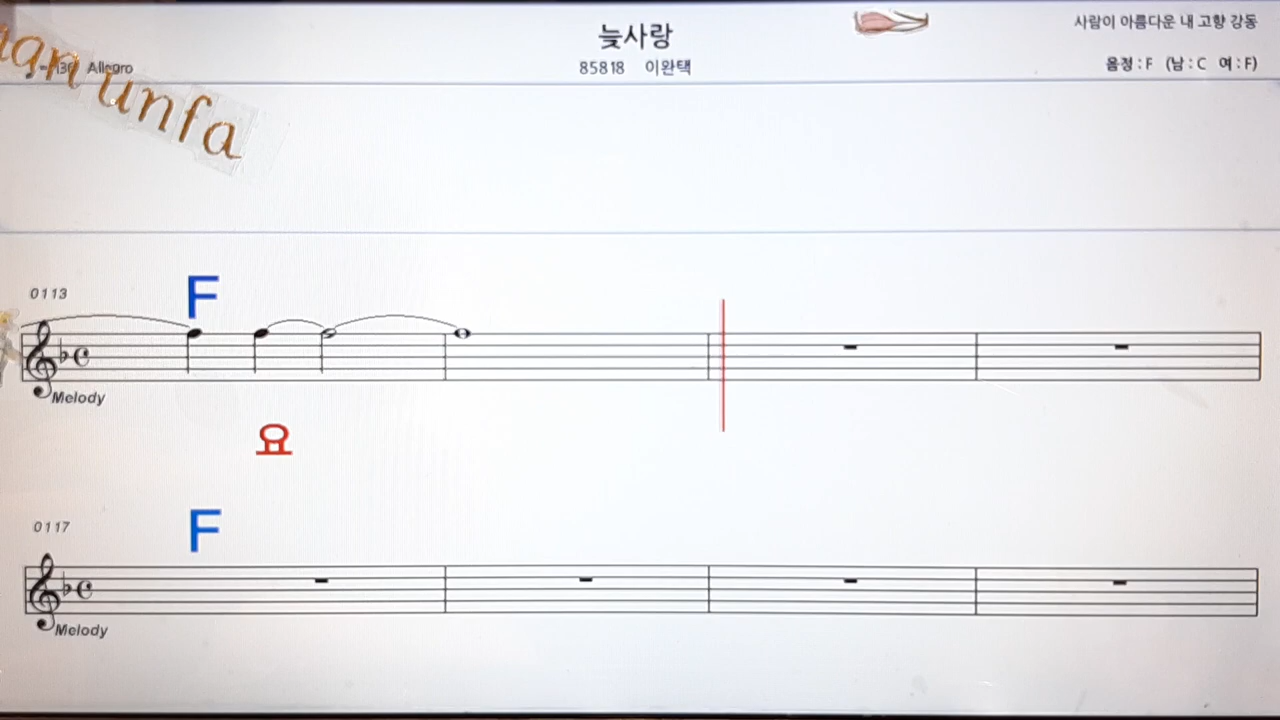 늦사랑
사람이 아름다운 내 고향 강동
85818 이완택
음정 : F (남 : C 여 : F)
Allegro
unfa
0113
F
Melody
요
0117
F
Melody